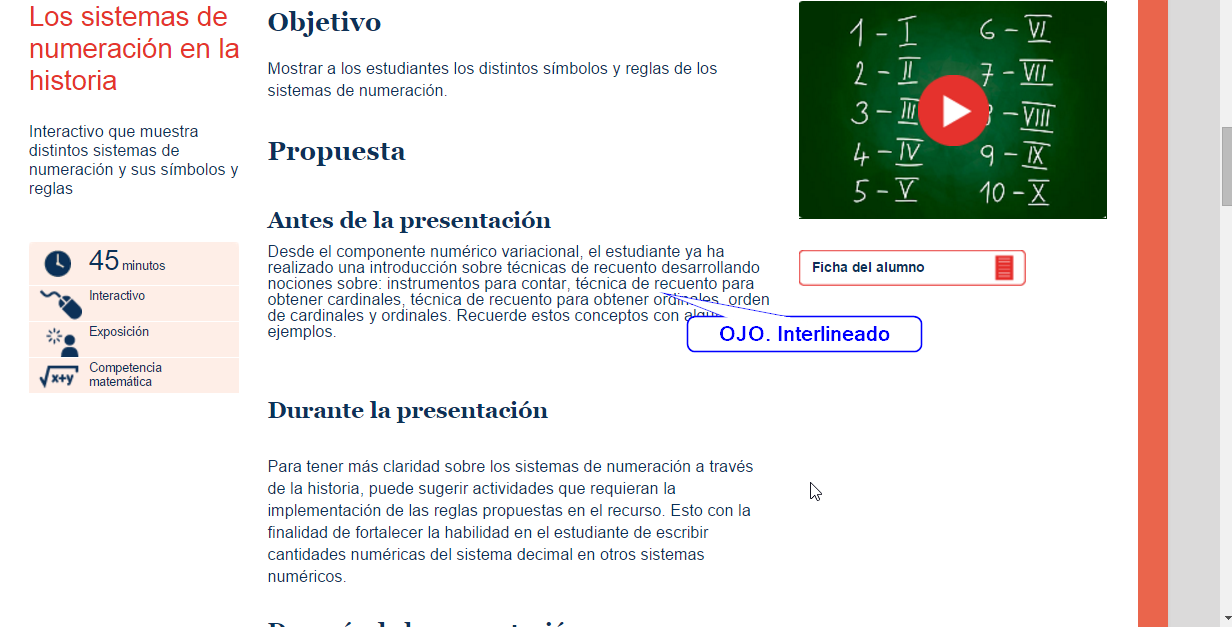 Los sistemas de
numeración en la
historia
Interactivo que muestra
distintos sistemas de
numeración y sus símbolos y
reglas
45 minutos
Interactivo
Exposición
√x+y
Competencia
matemática
Objetivo
Mostrar a los estudiantes los distintos símbolos y reglas de los
sistemas de numeración.
Propuesta
Antes de la presentación
Desde el componente numérico variacional, el estudiante ya ha
realizado una introducción sobre técnicas de recuento desarrollando
nociones sobre: instrumentos para contar, técnica de recuento para
obtener cardinales, técnica de recuento para obtener ordinales, orden
de cardinales y ordinales. Recuerde estos conceptos con
ejemplos.
OJO. Interlineado
Durante la presentación
Para tener más claridad sobre los sistemas de numeración a través
de la historia, puede sugerir actividades que requieran la
implementación de las reglas propuestas en el recurso. Esto con la
finalidad de fortalecer la habilidad en el estudiante de escribir
cantidades numéricas del sistema decimal en otros sistemas
numéricos.
1 - I
2 - II
3 - III
4 - IV
5 - V
6 - VI
7 - VII
- VIII
9 - IX
10 - X
Ficha del alumno